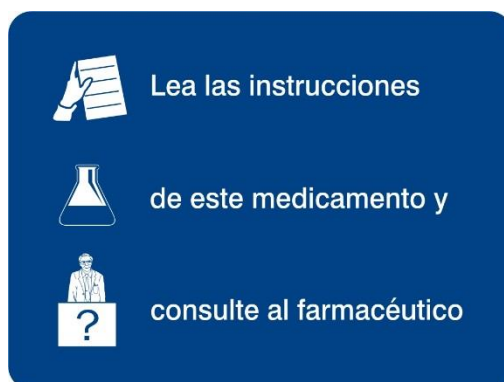 Lea las instrucciones
de este medicamento y
?
consulte al farmacéutico